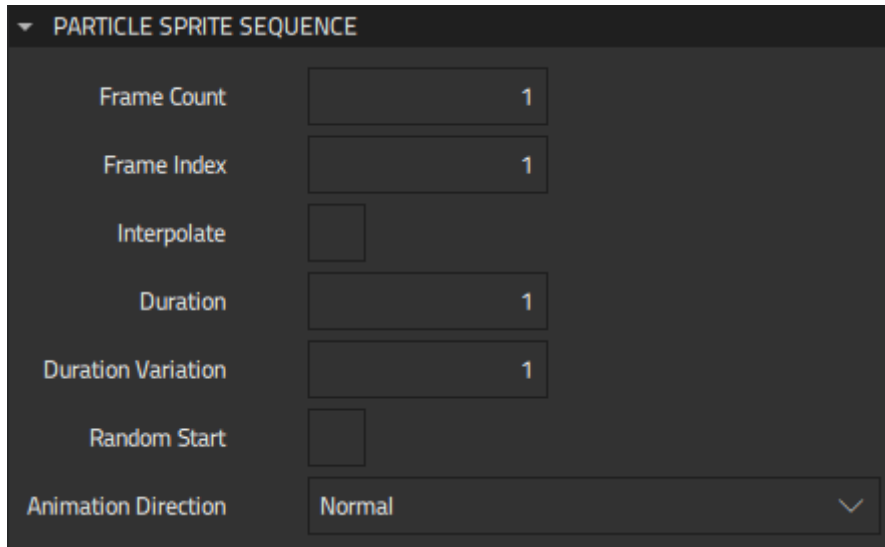 PARTICLE SPRITE SEQUENCE
Frame Count 1
Frame Index 1
Interpolate
Duration 1
Duration Variation 1
Random Start
Animation Direction Normal